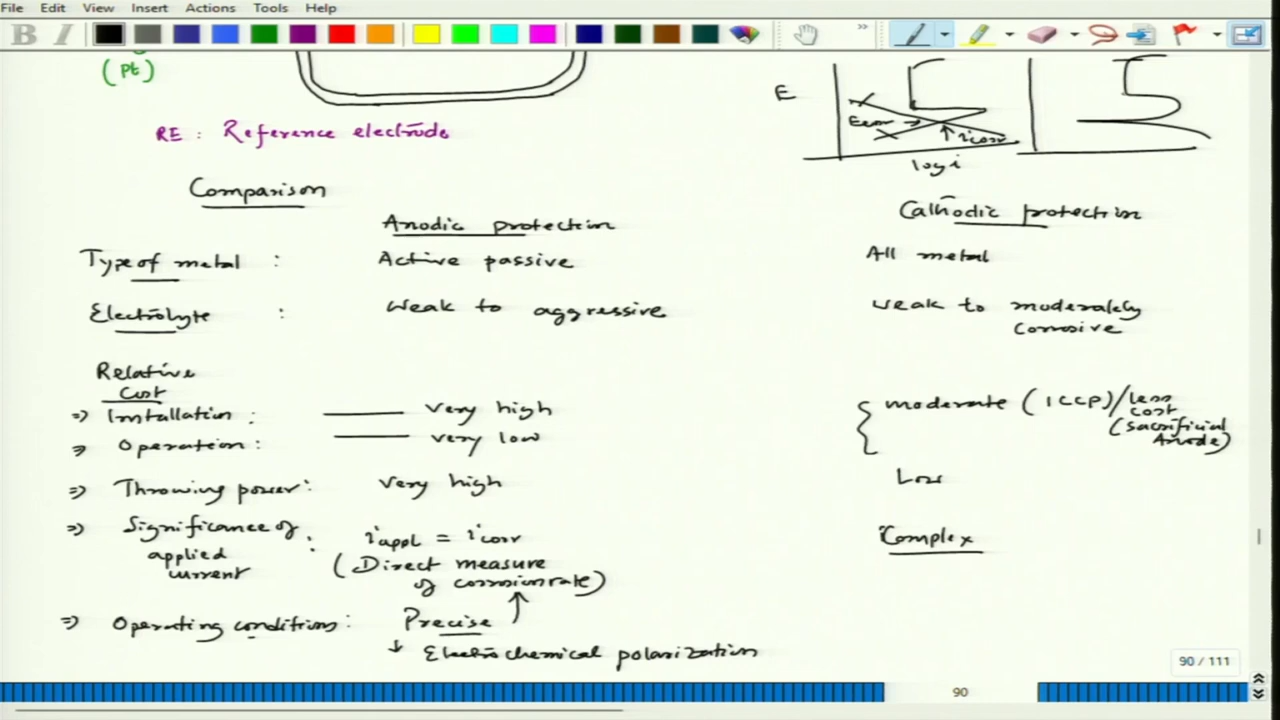 File Edit View Insert Actions Tools Help
B I
(Pt)
RE : Reference electrode
E
Ecorr
icorr
log i
Comparison
Anodic protection
Cathodic protection
Type of metal : Active passive
All metal
Electrolyte : Weak to aggressive
weak to moderately
corrosive
Relative
Cost
⇒ Installation : very high
moderate (ICCP)/less
cost
(Sacrificial
Anode)
⇒ Operation : very low
⇒ Throwing power : Very high
Low
⇒ Significance of
applied
current : iappl = icorr
(Direct measure
of corrosion rate)
Complex
⇒ Operating conditions : Precise
Electrochemical polarization
90 / 111
90